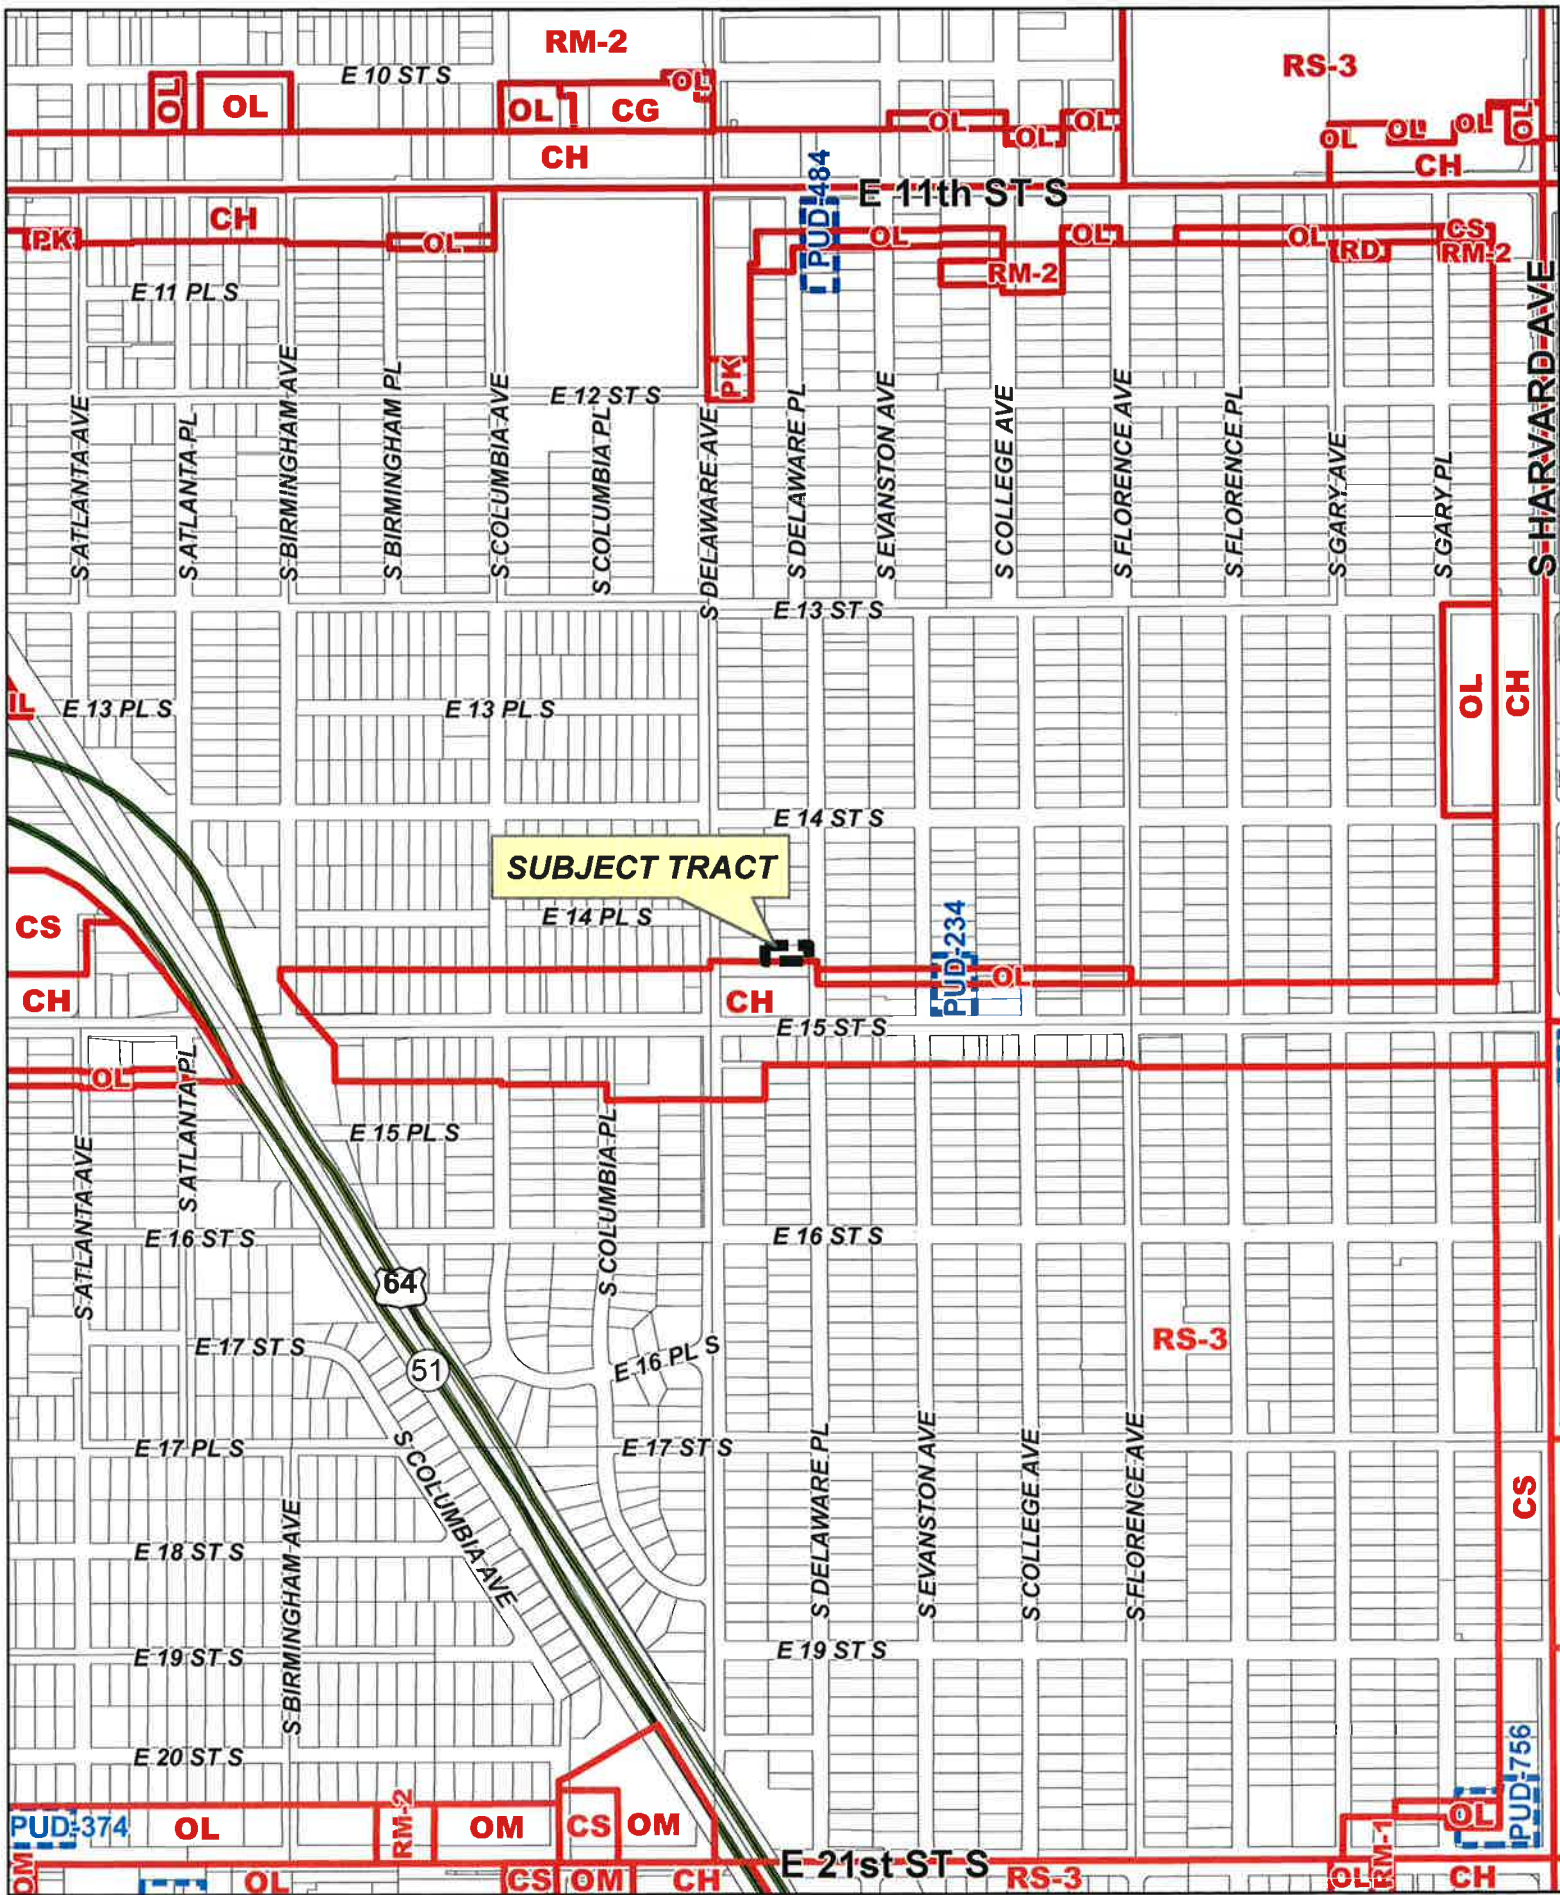 RM-2
RS-3
E 10 ST S
OL
OL
OL
OL
CG
OL
OL
OL
OL
OL
OL
OL
CH
CH
PUD-484
E 11th ST S
CH
PK
OL
OL
OL
OL
CS
RD
RM-2
RM-2
E 11 PL S
S HARVARD AVE
PK
E 12 ST S
S ATLANTA AVE
S ATLANTA PL
S BIRMINGHAM AVE
S BIRMINGHAM PL
S COLUMBIA AVE
S COLUMBIA PL
S DELAWARE AVE
S DELAWARE PL
S EVANSTON AVE
S COLLEGE AVE
S FLORENCE AVE
S FLORENCE PL
S GARY AVE
S GARY PL
E 13 ST S
IL
E 13 PL S
E 13 PL S
OL
CH
E 14 ST S
SUBJECT TRACT
E 14 PL S
CS
PUD-234
OL
CH
CH
E 15 ST S
OL
S ATLANTA PL
E 15 PL S
S COLUMBIA PL
S ATLANTA AVE
E 16 ST S
E 16 ST S
64
RS-3
E 17 ST S
E 16 PL S
51
E 17 PL S
E 17 ST S
S COLUMBIA AVE
S DELAWARE PL
S EVANSTON AVE
S COLLEGE AVE
S FLORENCE AVE
CS
S BIRMINGHAM AVE
E 18 ST S
E 19 ST S
E 19 ST S
E 20 ST S
PUD-756
PUD-374
OL
RM-2
OM
CS
OM
OL
RM-1
E 21st ST S
OM
OL
CS
OM
CH
RS-3
OL
CH